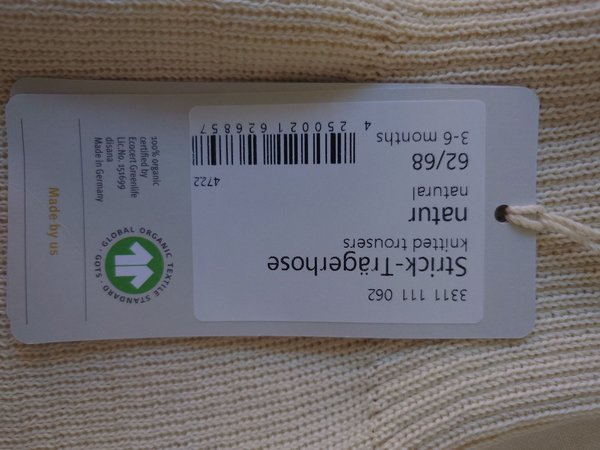 3311 111 062
Strick-Trägerhose
knitted trousers
natur
natural
62/68
3-6 months
4 250021 626857
4722
100% organic
certified by
Ecocert Greenlife
Lic.No. 151699
disana
Made in Germany
GLOBAL ORGANIC TEXTILE STANDARD · GOTS ·
Made by us